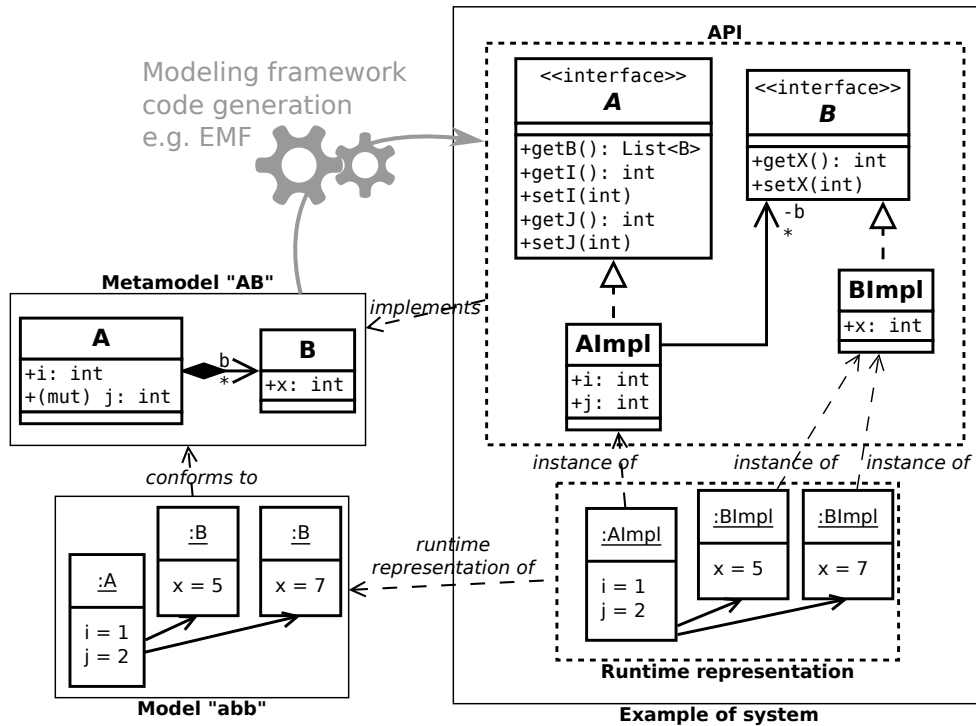 API
Modeling framework
code generation
e.g. EMF
<<interface>>
A
+getB(): List<B>
+getI(): int
+setI(int)
+getJ(): int
+setJ(int)
<<interface>>
B
+getX(): int
+setX(int)
-b
*
BImpl
+x: int
AImpl
+i: int
+j: int
implements
Metamodel "AB"
A
+i: int
+(mut) j: int
b
*
B
+x: int
conforms to
instance of
instance of
instance of
:A
i = 1
j = 2
:B
x = 5
:B
x = 7
Model "abb"
runtime
representation of
:AImpl
i = 1
j = 2
:BImpl
x = 5
:BImpl
x = 7
Runtime representation
Example of system